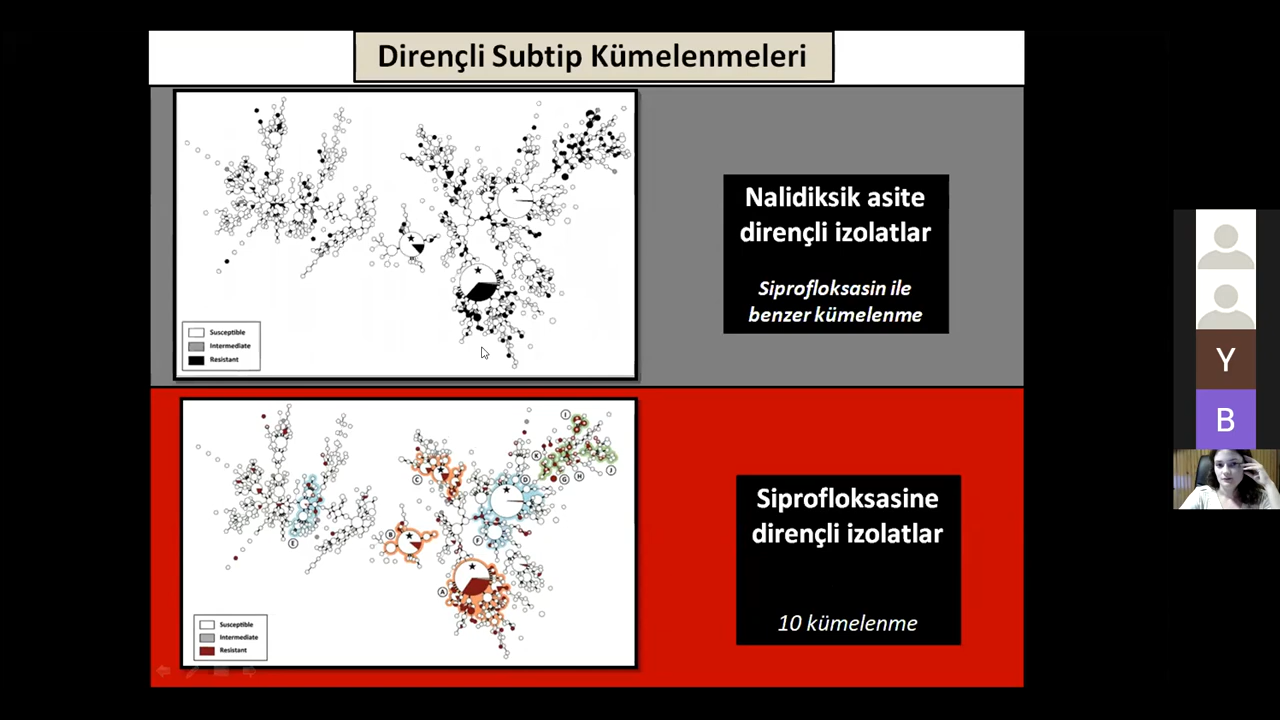 Dirençli Subtip Kümelenmeleri
Susceptible
Intermediate
Resistant
Nalidiksik asite
dirençli izolatlar
Siprofloksasin ile
benzer kümelenme
I
K
J
C
D
G
H
E
B
F
A
Susceptible
Intermediate
Resistant
Siprofloksasine
dirençli izolatlar
10 kümelenme
Y
B